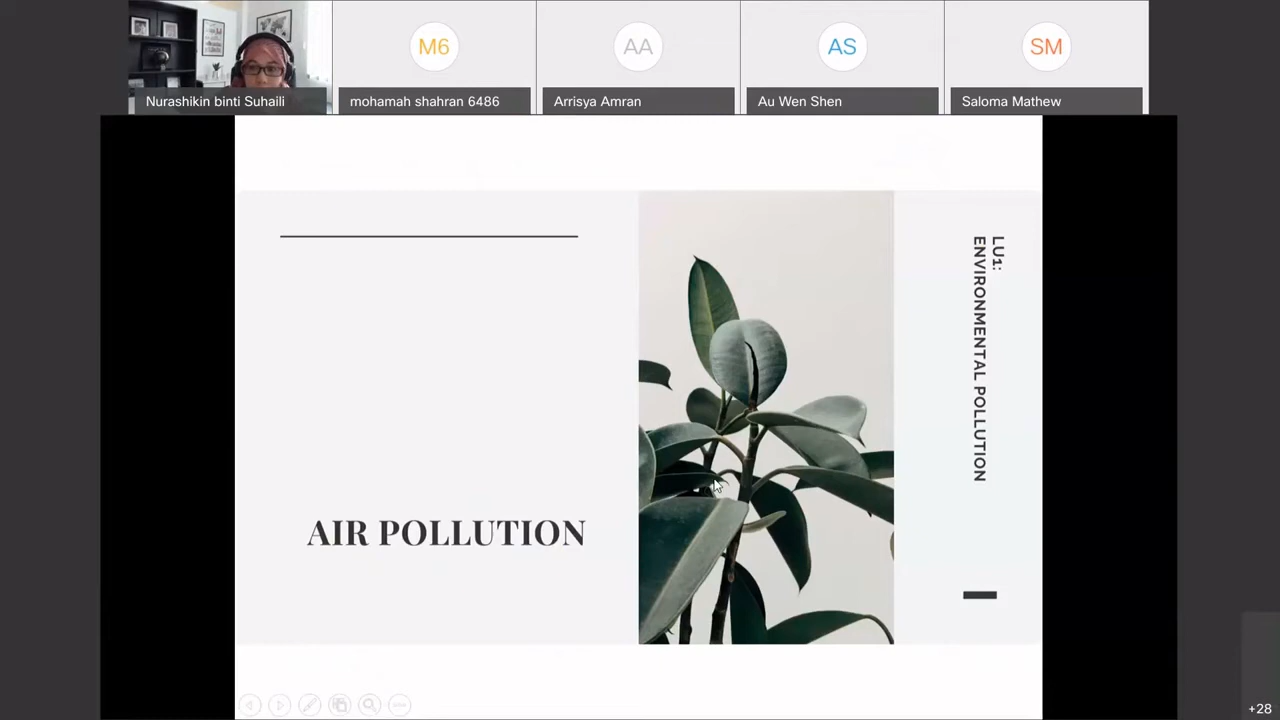 M6
AA
AS
SM
Nurashikin binti Suhaili
mohamah shahran 6486
Arrisya Amran
Au Wen Shen
Saloma Mathew
AIR POLLUTION
LU1:
ENVIRONMENTAL POLLUTION
+28